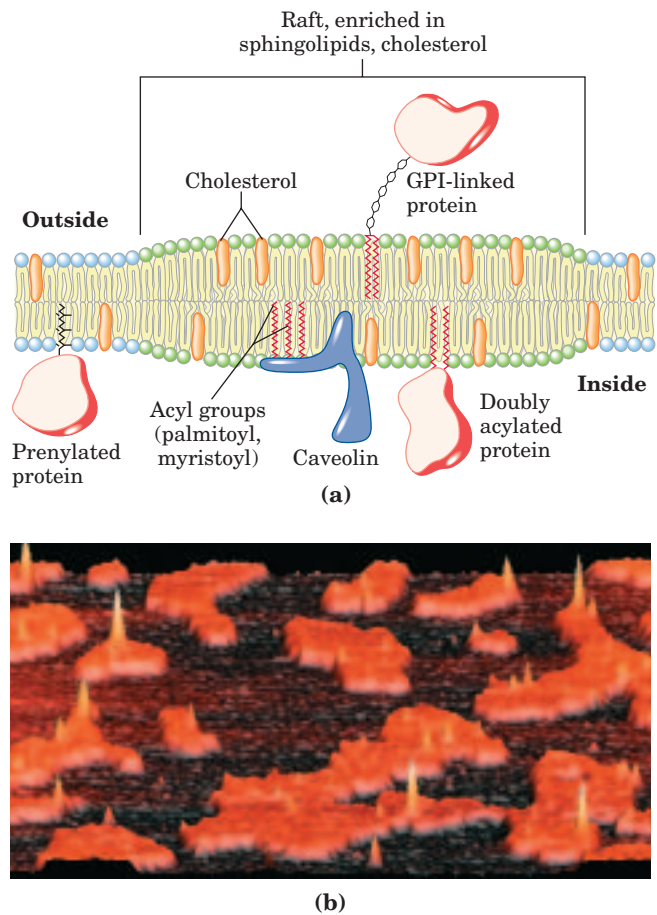 Raft, enriched in
sphingolipids, cholesterol
Cholesterol
GPI-linked
protein
Outside
Inside
Prenylated
protein
Acyl groups
(palmitoyl,
myristoyl)
Caveolin
Doubly
acylated
protein
(a)
(b)